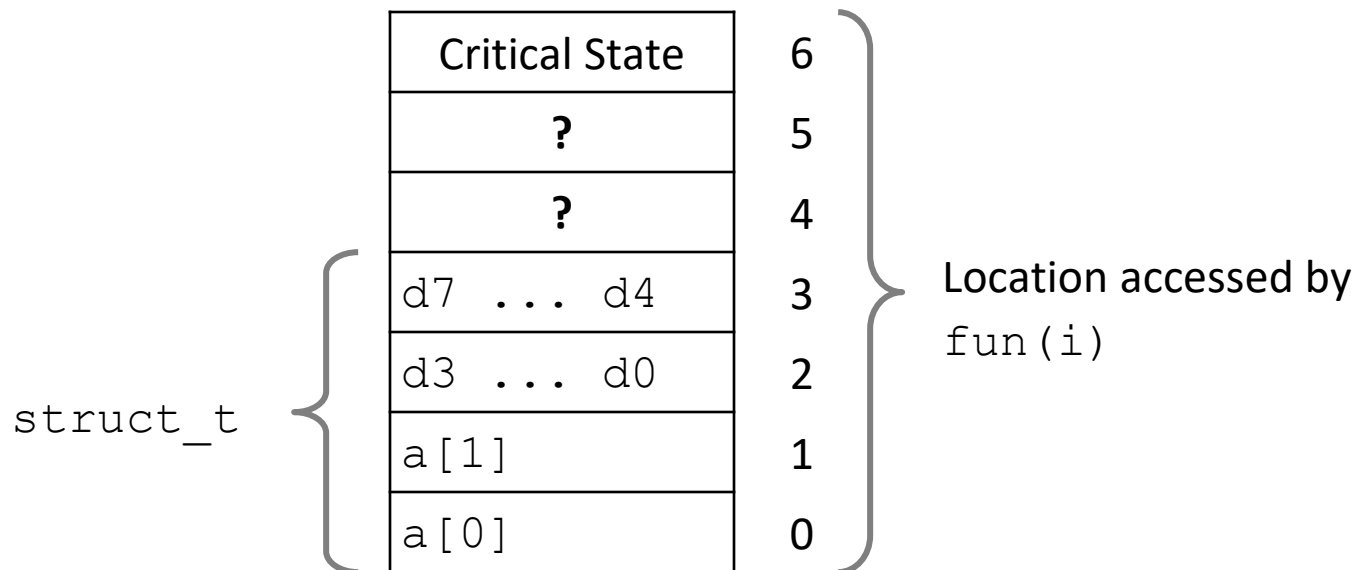 Critical State 6
? 5
? 4
d7 ... d4 3
Location accessed by
fun(i)
d3 ... d0 2
struct_t
a[1] 1
a[0] 0